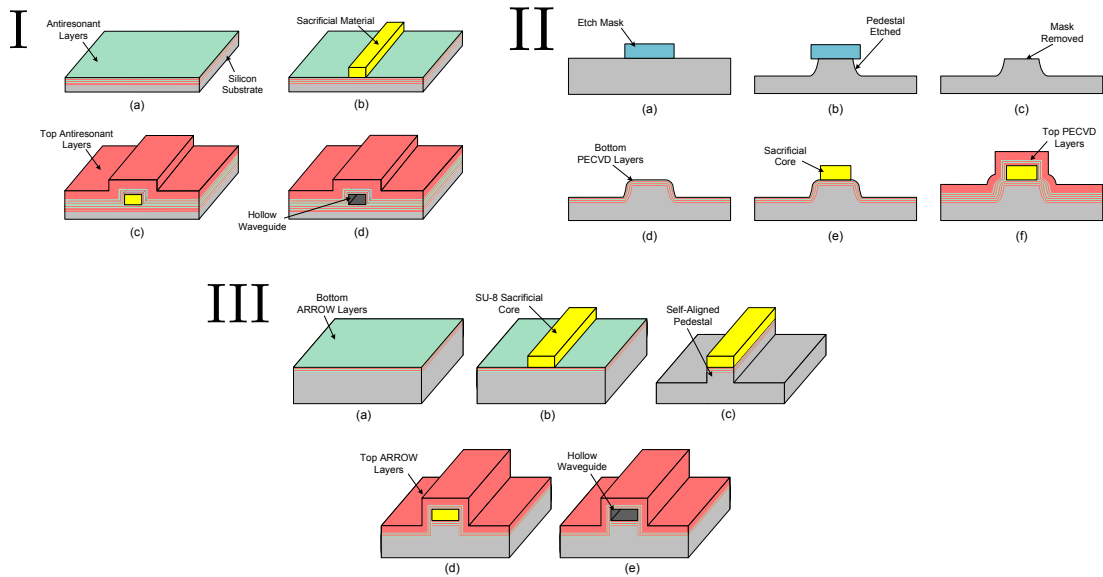 I
Antiresonant
Layers
Silicon
Substrate
(a)
Sacrificial Material
(b)
Top Antiresonant
Layers
(c)
Hollow
Waveguide
(d)
II
Etch Mask
(a)
Pedestal
Etched
(b)
Mask
Removed
(c)
Bottom
PECVD Layers
(d)
Sacrificial
Core
(e)
Top PECVD
Layers
(f)
III
Bottom
ARROW Layers
(a)
SU-8 Sacrificial
Core
(b)
Self-Aligned
Pedestal
(c)
Top ARROW
Layers
(d)
Hollow
Waveguide
(e)